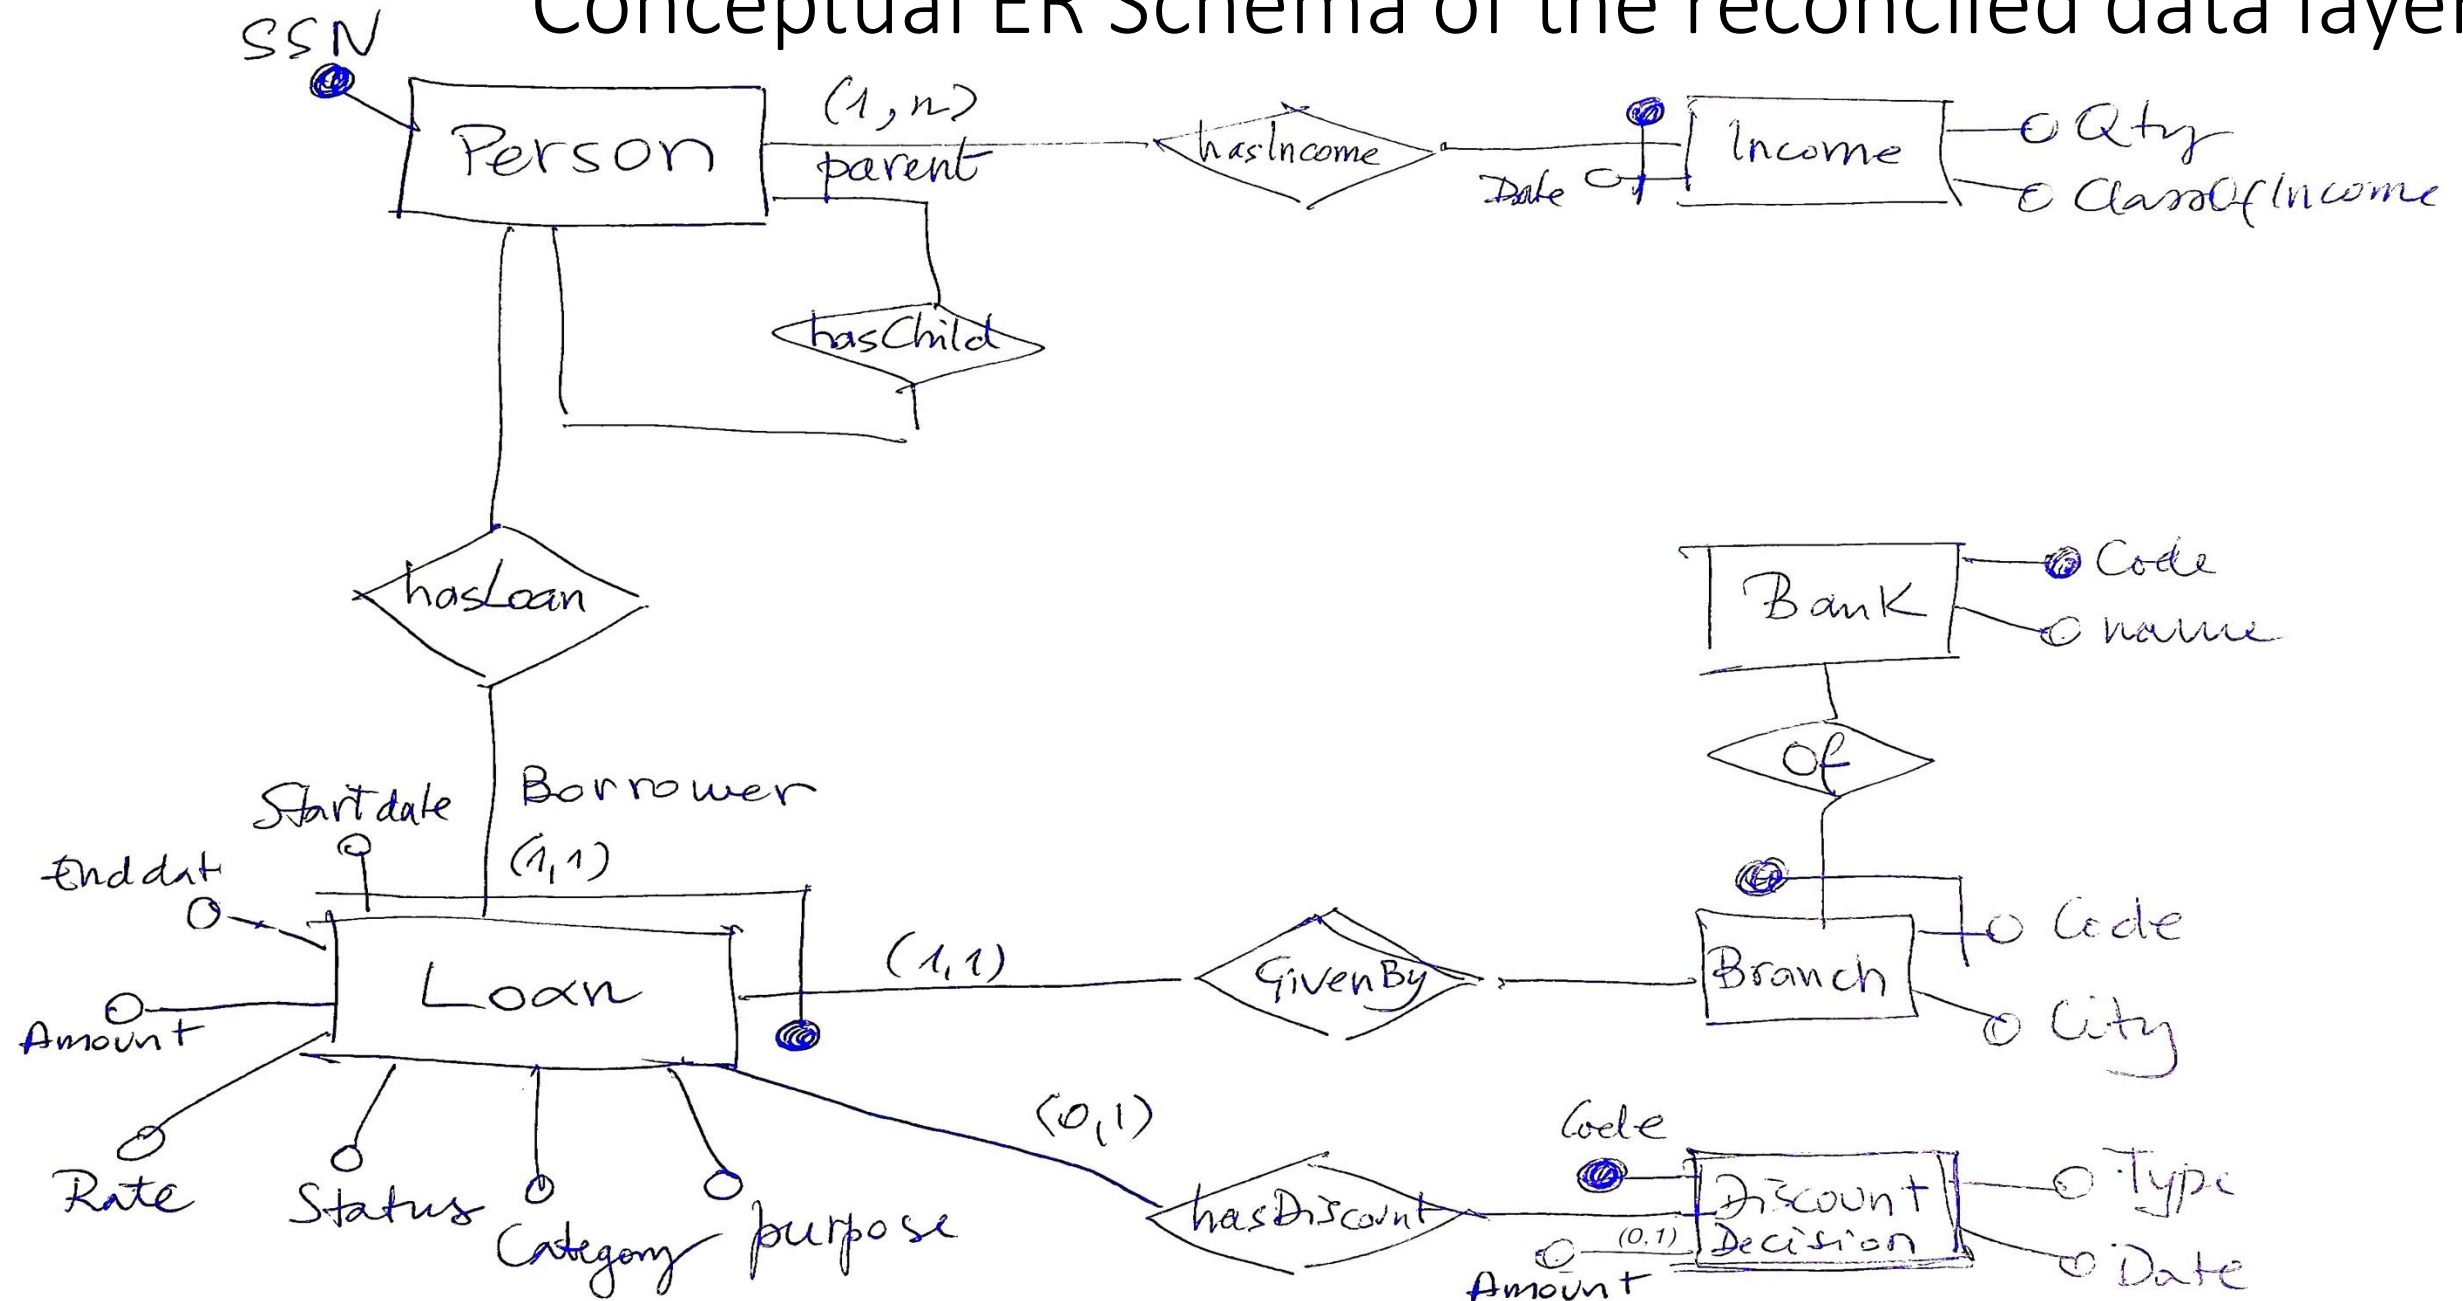 Conceptual ER Schema of the reconciled data layer
SSN
Person
(1,n)
parent
hasIncome
Date
Income
Qty
ClassOfIncome
hasChild
hasLoan
Bank
Code
name
Of
Borrower
(1,1)
Startdate
Enddat
Amount
Loan
Rate
Status
Category
purpose
(1,1)
GivenBy
Branch
Code
City
(0,1)
hasDiscount
Code
Discount
Decision
(0,1)
Amount
Type
Date